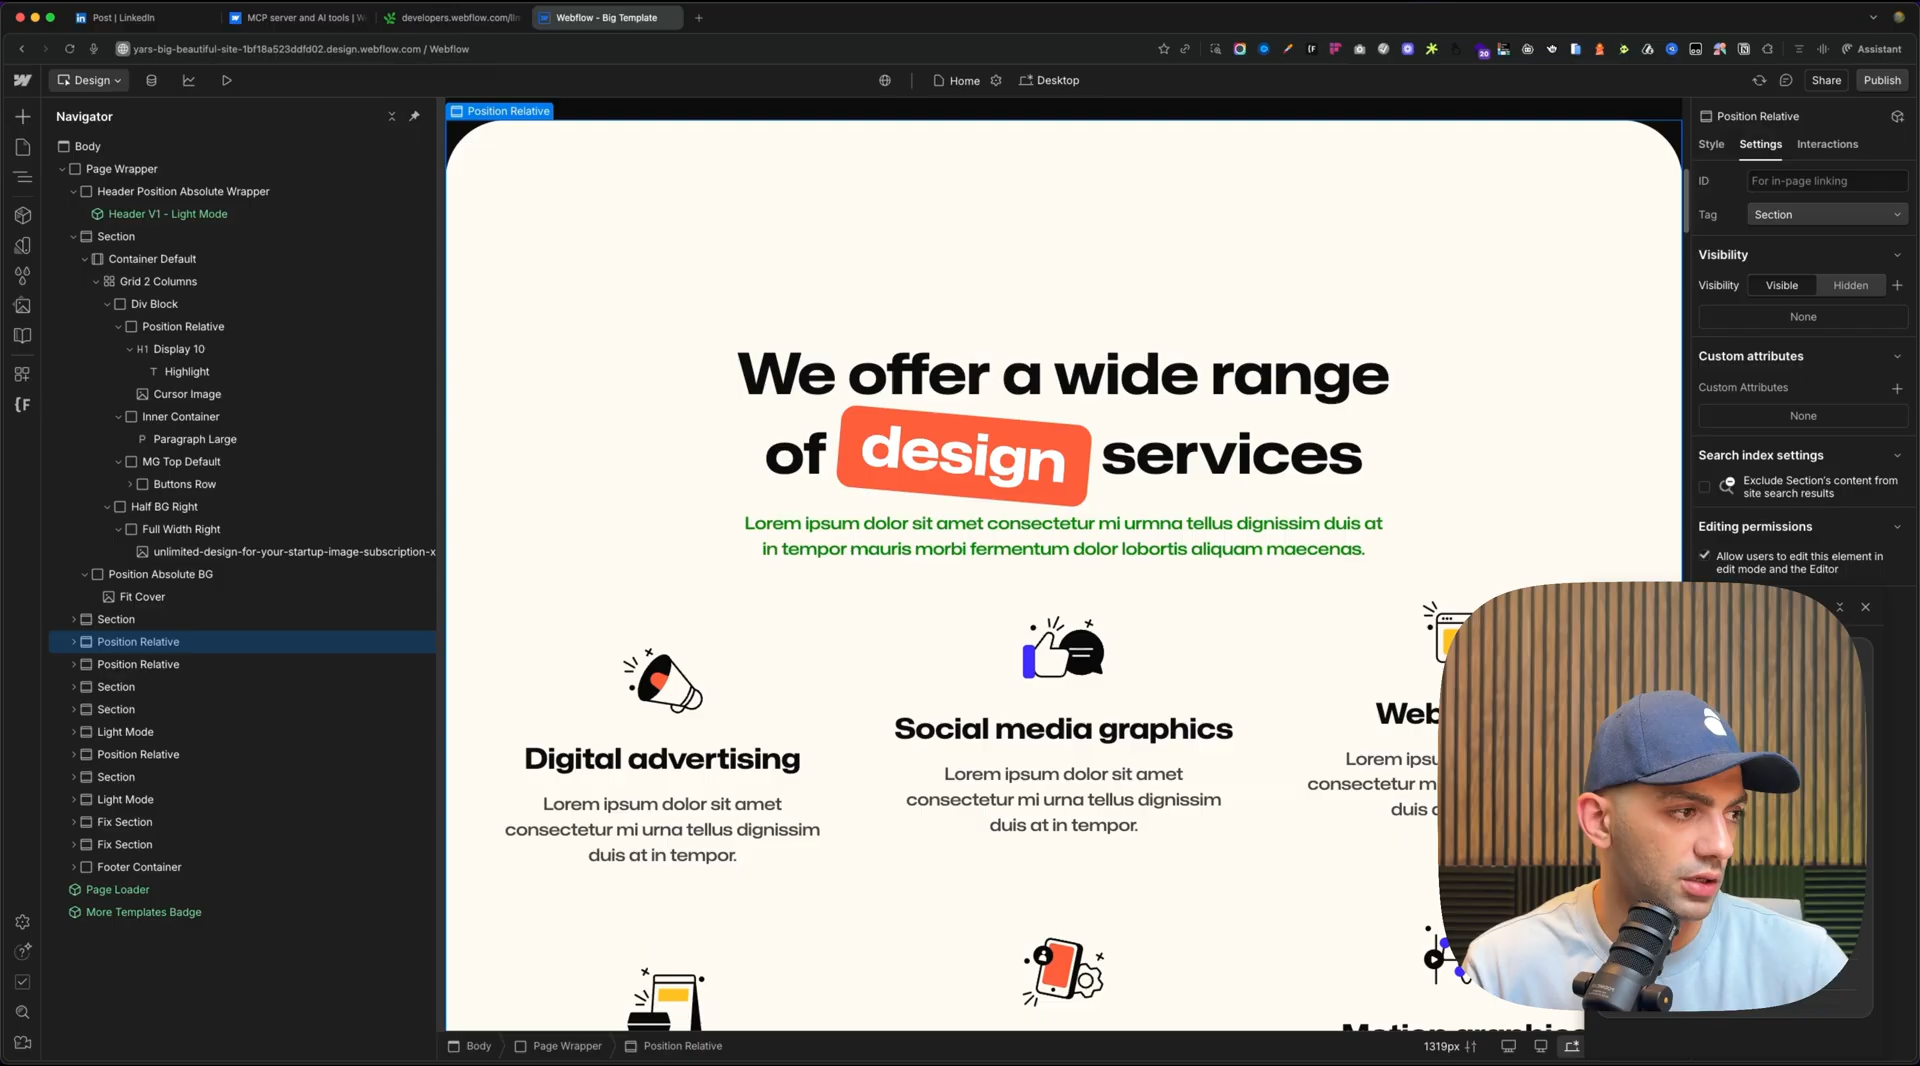 Post | LinkedIn
MCP server and AI tools | W
developers.webflow.com/ll
Webflow - Big Template
yars-big-beautiful-site-1bf18a523ddfd02.design.webflow.com / Webflow
20
Assistant
Design
Home
Desktop
Share
Publish
Navigator
Body
Page Wrapper
Header Position Absolute Wrapper
Header V1 - Light Mode
Section
Container Default
Grid 2 Columns
Div Block
Position Relative
H1 Display 10
T Highlight
Cursor Image
Inner Container
P Paragraph Large
MG Top Default
Buttons Row
Half BG Right
Full Width Right
unlimited-design-for-your-startup-image-subscription-x
Position Absolute BG
Fit Cover
Section
Position Relative
Position Relative
Section
Section
Light Mode
Position Relative
Section
Light Mode
Fix Section
Fix Section
Footer Container
Page Loader
More Templates Badge
Position Relative
We offer a wide range
of design services
Lorem ipsum dolor sit amet consectetur mi urmna tellus dignissim duis at
in tempor mauris morbi fermentum dolor lobortis aliquam maecenas.
Digital advertising
Lorem ipsum dolor sit amet
consectetur mi urna tellus dignissim
duis at in tempor.
Social media graphics
Lorem ipsum dolor sit amet
consectetur mi urna tellus dignissim
duis at in tempor.
Web
Lorem ipsu
consectetur m
duis a
Motion graphics
Body
Page Wrapper
Position Relative
1319px
Position Relative
Style
Settings
Interactions
ID
For in-page linking
Tag
Section
Visibility
Visibility
Visible
Hidden
None
Custom attributes
Custom Attributes
None
Search index settings
Exclude Section's content from
site search results
Editing permissions
Allow users to edit this element in
edit mode and the Editor